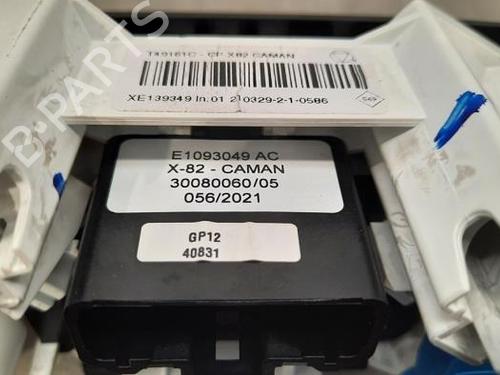 T49161C - CP X82 CAMAN
XE139349 In.01 210329-2-1-0586
E1093049 AC
X-82 - CAMAN
30080060/05
056/2021
GP12
40831
B-Parts